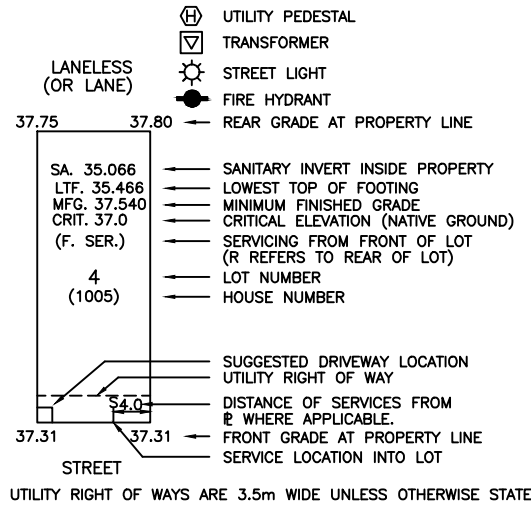 UTILITY PEDESTAL
H
TRANSFORMER
STREET LIGHT
FIRE HYDRANT
LANELESS
(OR LANE)
37.75 37.80 REAR GRADE AT PROPERTY LINE
SA. 35.066 SANITARY INVERT INSIDE PROPERTY
LTF. 35.466 LOWEST TOP OF FOOTING
MFG. 37.540 MINIMUM FINISHED GRADE
CRIT. 37.0 CRITICAL ELEVATION (NATIVE GROUND)
(F. SER.) SERVICING FROM FRONT OF LOT
(R REFERS TO REAR OF LOT)
4 LOT NUMBER
(1005) HOUSE NUMBER
SUGGESTED DRIVEWAY LOCATION
UTILITY RIGHT OF WAY
S4.0 DISTANCE OF SERVICES FROM
℄ WHERE APPLICABLE.
37.31 37.31 FRONT GRADE AT PROPERTY LINE
SERVICE LOCATION INTO LOT
STREET
UTILITY RIGHT OF WAYS ARE 3.5m WIDE UNLESS OTHERWISE STATE